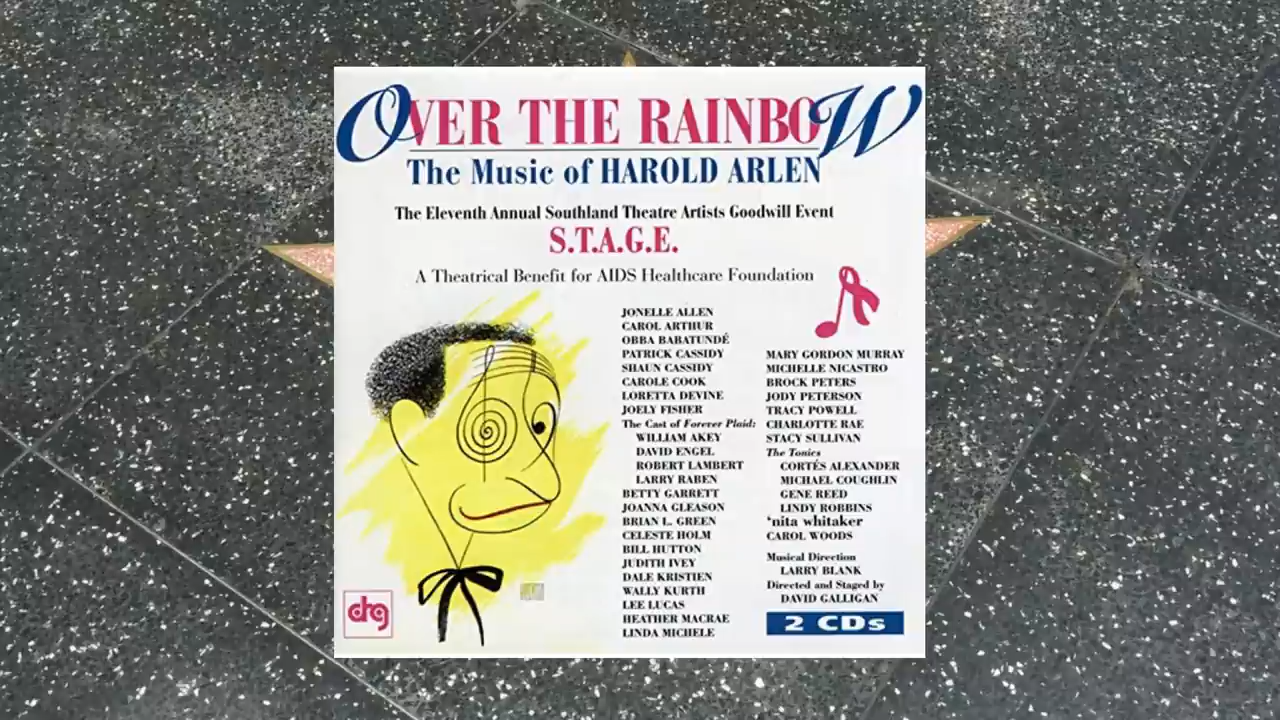 OVER THE RAINBOW
The Music of HAROLD ARLEN
The Eleventh Annual Southland Theatre Artists Goodwill Event
S.T.A.G.E.
A Theatrical Benefit for AIDS Healthcare Foundation
JONELLE ALLEN
CAROL ARTHUR
OBBA BABATUNDÉ
PATRICK CASSIDY
SHAUN CASSIDY
CAROLE COOK
LORETTA DEVINE
JOELY FISHER
The Cast of Forever Plaid:
WILLIAM AKEY
DAVID ENGEL
ROBERT LAMBERT
LARRY RABEN
BETTY GARRETT
JOANNA GLEASON
BRIAN L. GREEN
CELESTE HOLM
BILL HUTTON
JUDITH IVEY
DALE KRISTIEN
WALLY KURTH
LEE LUCAS
HEATHER MACRAE
LINDA MICHELE
MARY GORDON MURRAY
MICHELLE NICASTRO
BROCK PETERS
JODY PETERSON
TRACY POWELL
CHARLOTTE RAE
STACY SULLIVAN
The Tonics
CORTÉS ALEXANDER
MICHAEL COUGHLIN
GENE REED
LINDY ROBBINS
'nita whitaker
CAROL WOODS
Musical Direction
LARRY BLANK
Directed and Staged by
DAVID GALLIGAN
drg
2 CDs